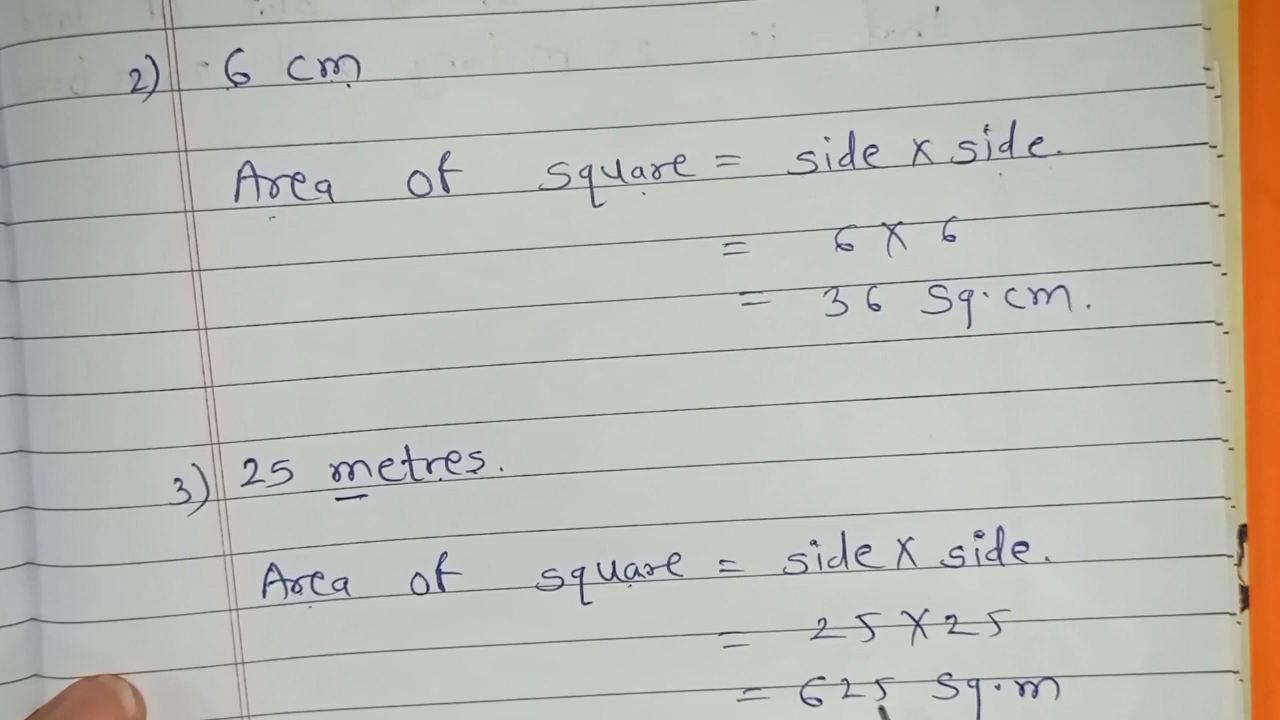 2) 6 cm
Area of square = side x side.
= 6 x 6
= 36 Sq.cm.
3) 25 metres.
Area of square = side x side.
= 25 x 25
= 625 Sq.m